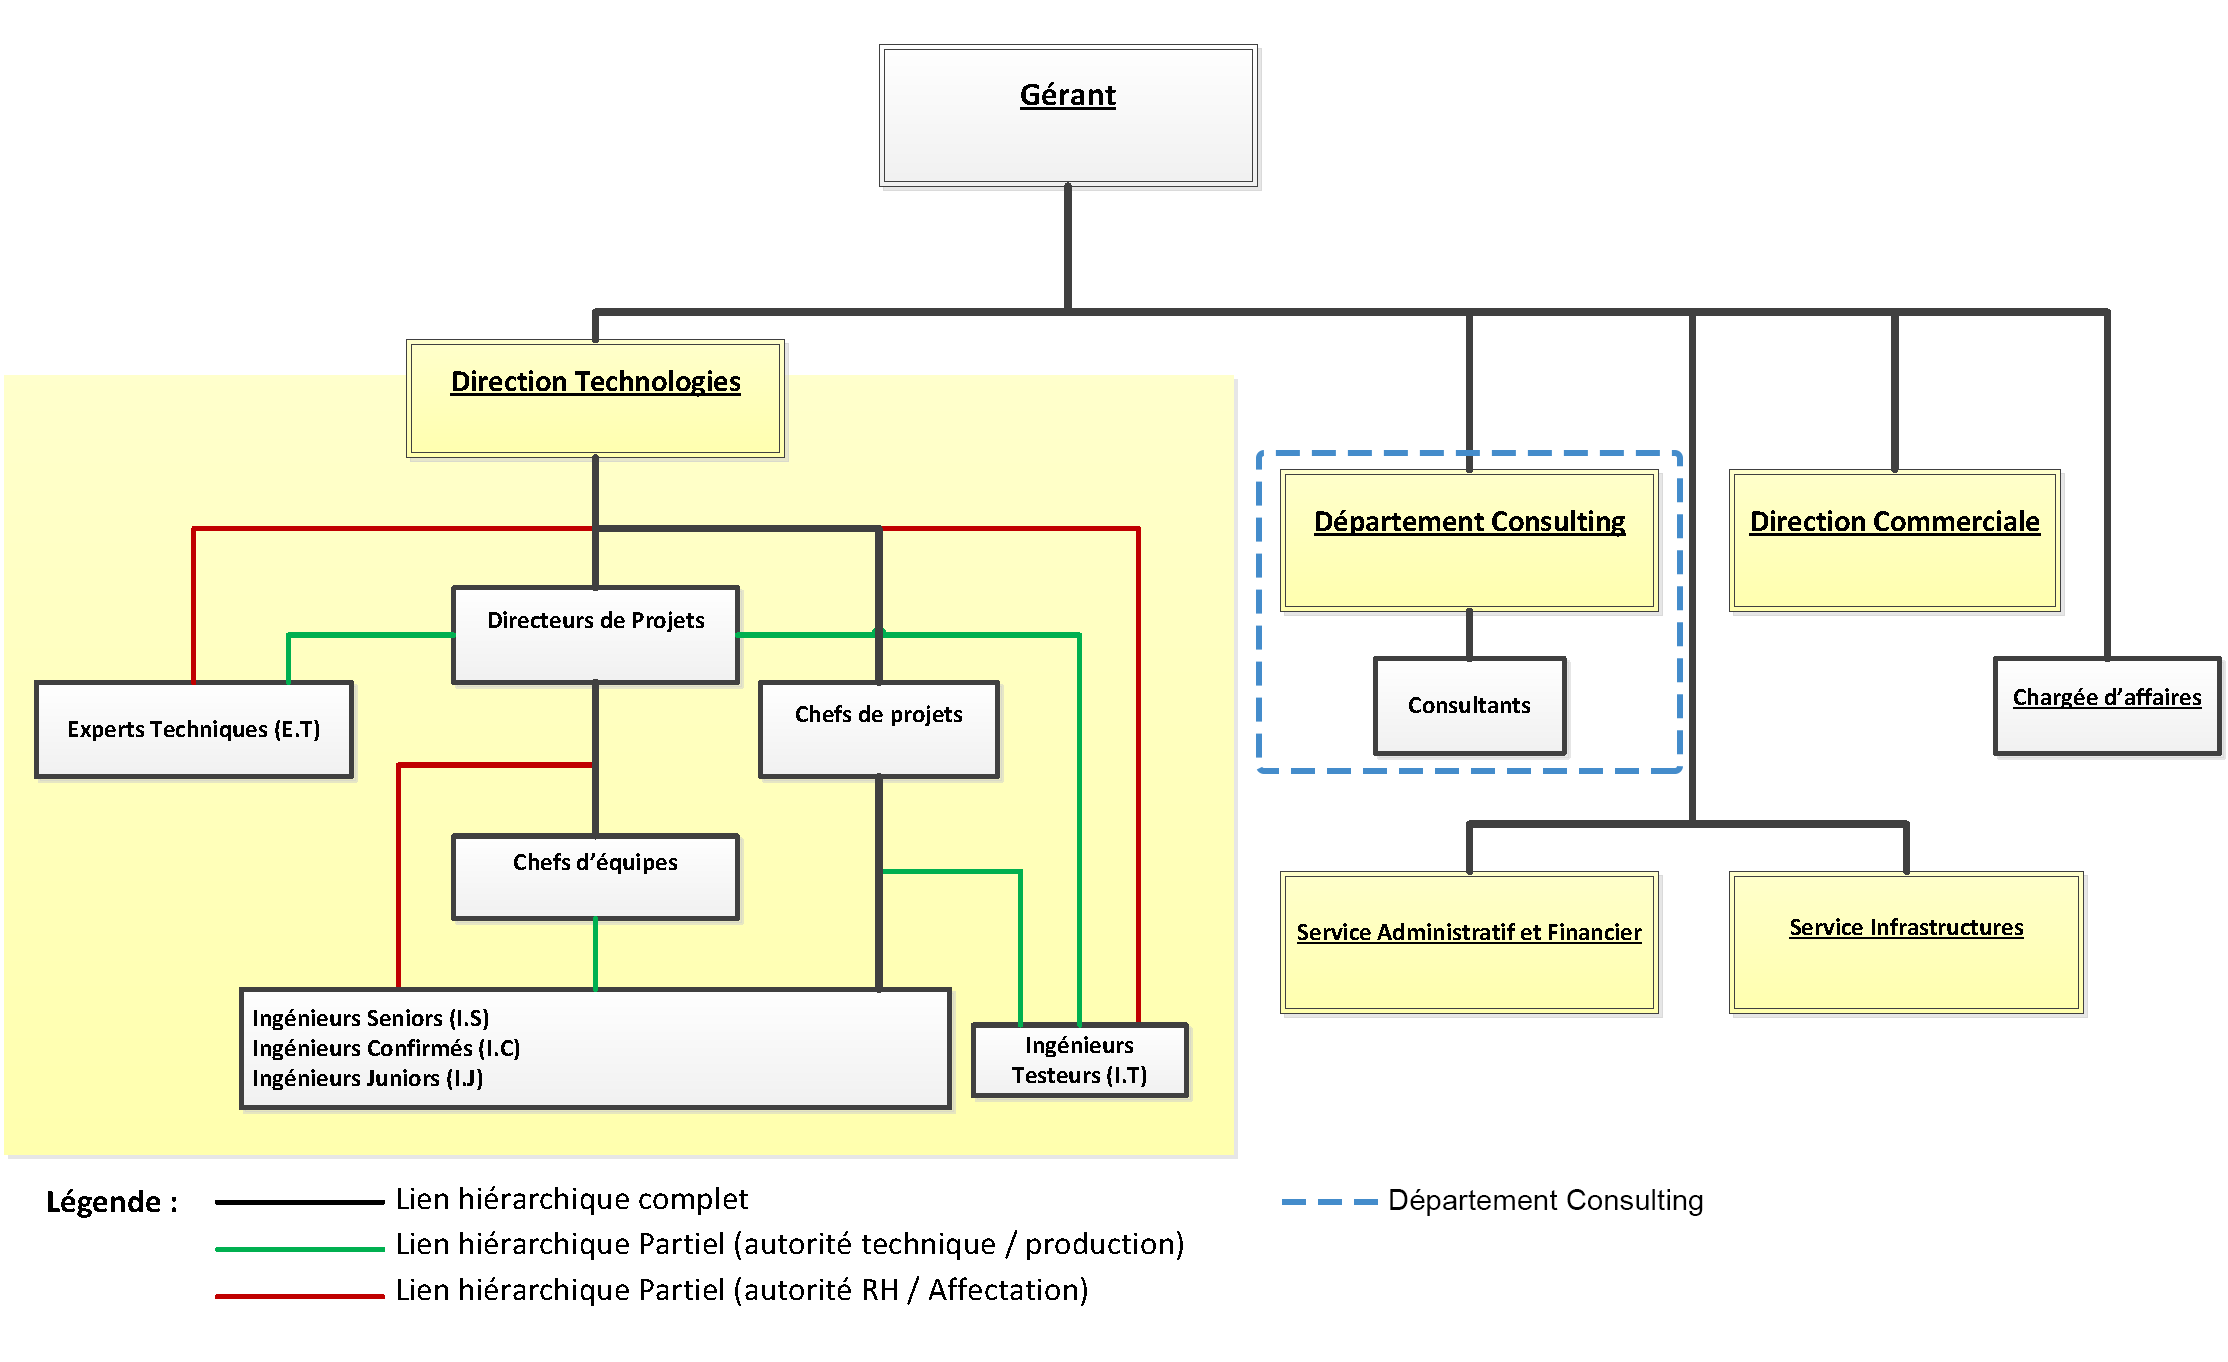 Gérant
Direction Technologies
Département Consulting
Direction Commerciale
Directeurs de Projets
Chefs de projets
Consultants
Chargée d’affaires
Experts Techniques (E.T)
Chefs d’équipes
Service Administratif et Financier
Service Infrastructures
Ingénieurs Seniors (I.S)
Ingénieurs Confirmés (I.C)
Ingénieurs Juniors (I.J)
Ingénieurs
Testeurs (I.T)
Légende :
Lien hiérarchique complet
Lien hiérarchique Partiel (autorité technique / production)
Lien hiérarchique Partiel (autorité RH / Affectation)
Département Consulting